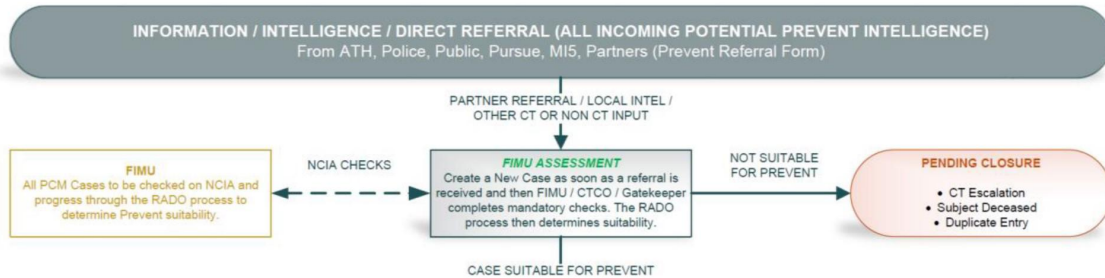 INFORMATION / INTELLIGENCE / DIRECT REFERRAL (ALL INCOMING POTENTIAL PREVENT INTELLIGENCE)
From ATH, Police, Public, Pursue, MI5, Partners (Prevent Referral Form)
PARTNER REFERRAL / LOCAL INTEL /
OTHER CT OR NON CT INPUT
FIMU
All PCM Cases to be checked on NCIA and
progress through the RADO process to
determine Prevent suitability.
NCIA CHECKS
FIMU ASSESSMENT
Create a New Case as soon as a referral is
received and then FIMU / CTCO / Gatekeeper
completes mandatory checks. The RADO
process then determines suitability.
NOT SUITABLE
FOR PREVENT
PENDING CLOSURE
• CT Escalation
• Subject Deceased
• Duplicate Entry
CASE SUITABLE FOR PREVENT